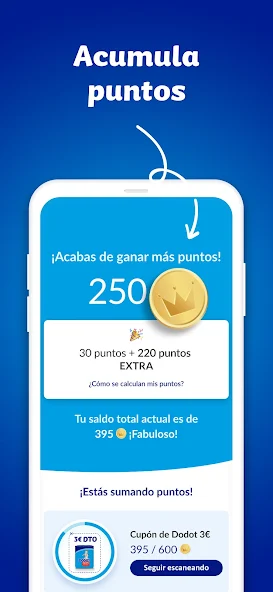 Acumula
puntos
¡Acabas de ganar más puntos!
250
30 puntos + 220 puntos
EXTRA
¿Cómo se calculan mis puntos?
Tu saldo total actual es de
395 ¡Fabuloso!
¡Estás sumando puntos!
3€ DTO
Cupón de Dodot 3€
395 / 600
Seguir escaneando